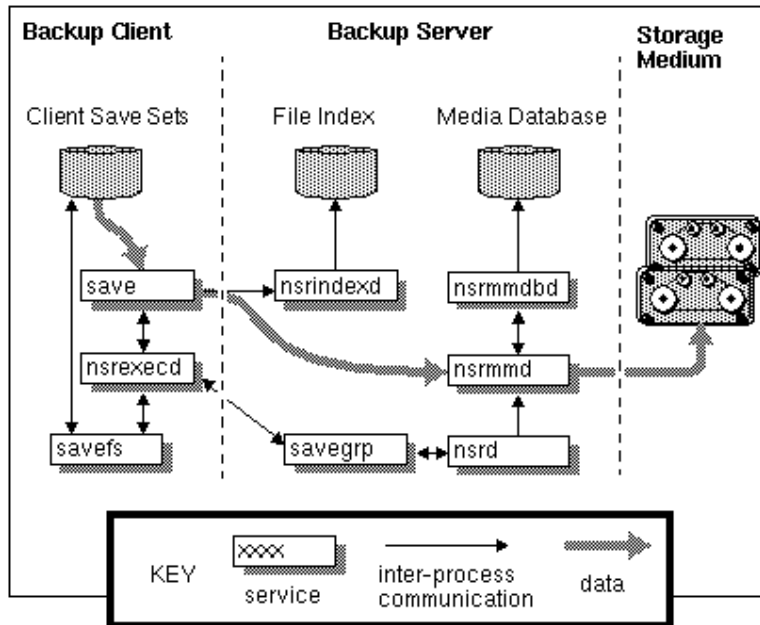 Backup Client
Backup Server
Storage
Medium
Client Save Sets
File Index
Media Database
save
nsrindexd
nsrmmdbd
nsrexecd
nsrmmd
savefs
savegrp
nsrd
KEY
xxxx
service
inter-process
communication
data